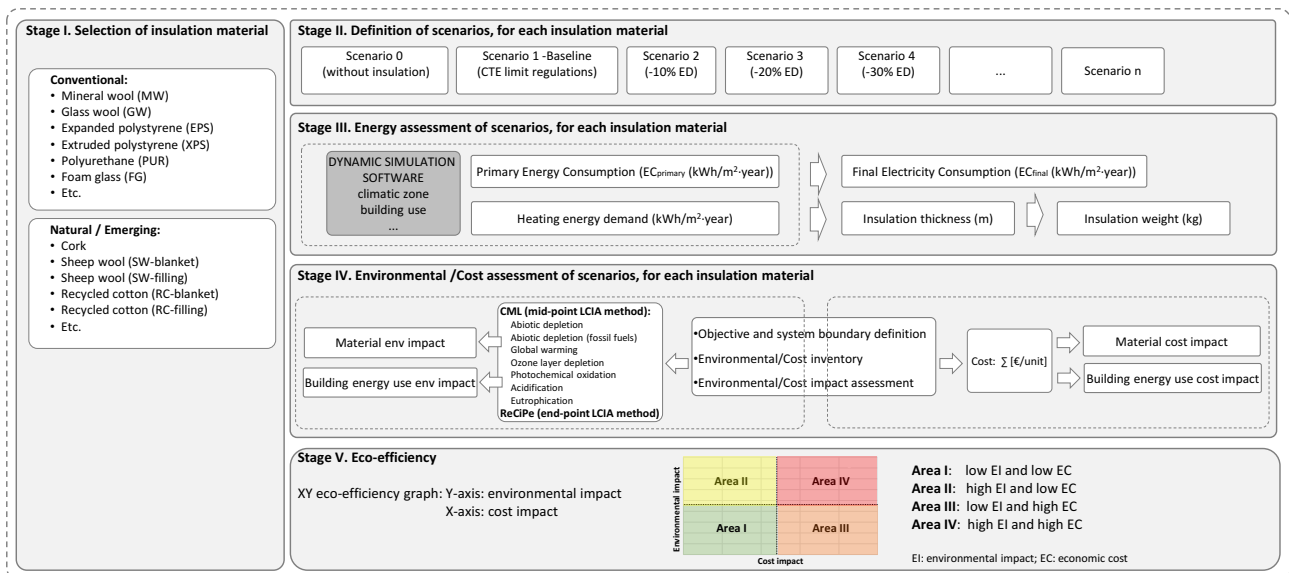 Stage I. Selection of insulation material
Conventional:
• Mineral wool (MW)
• Glass wool (GW)
• Expanded polystyrene (EPS)
• Extruded polystyrene (XPS)
• Polyurethane (PUR)
• Foam glass (FG)
• Etc.
Natural / Emerging:
• Cork
• Sheep wool (SW-blanket)
• Sheep wool (SW-filling)
• Recycled cotton (RC-blanket)
• Recycled cotton (RC-filling)
• Etc.
Stage II. Definition of scenarios, for each insulation material
Scenario 0
(without insulation)
Scenario 1 -Baseline
(CTE limit regulations)
Scenario 2
(-10% ED)
Scenario 3
(-20% ED)
Scenario 4
(-30% ED)
...
Scenario n
Stage III. Energy assessment of scenarios, for each insulation material
DYNAMIC SIMULATION
SOFTWARE
climatic zone
building use
...
Primary Energy Consumption (ECprimary (kWh/m²·year))
Final Electricity Consumption (ECfinal (kWh/m²·year))
Heating energy demand (kWh/m²·year)
Insulation thickness (m)
Insulation weight (kg)
Stage IV. Environmental /Cost assessment of scenarios, for each insulation material
Material env impact
Building energy use env impact
CML (mid-point LCIA method):
Abiotic depletion
Abiotic depletion (fossil fuels)
Global warming
Ozone layer depletion
Photochemical oxidation
Acidification
Eutrophication
ReCiPe (end-point LCIA method)
•Objective and system boundary definition
•Environmental/Cost inventory
•Environmental/Cost impact assessment
Cost: ∑ [€/unit]
Material cost impact
Building energy use cost impact
Stage V. Eco-efficiency
XY eco-efficiency graph: Y-axis: environmental impact
X-axis: cost impact
Environmental impact
Area II
Area IV
Area I
Area III
Cost impact
Area I: low EI and low EC
Area II: high EI and low EC
Area III: low EI and high EC
Area IV: high EI and high EC
EI: environmental impact; EC: economic cost